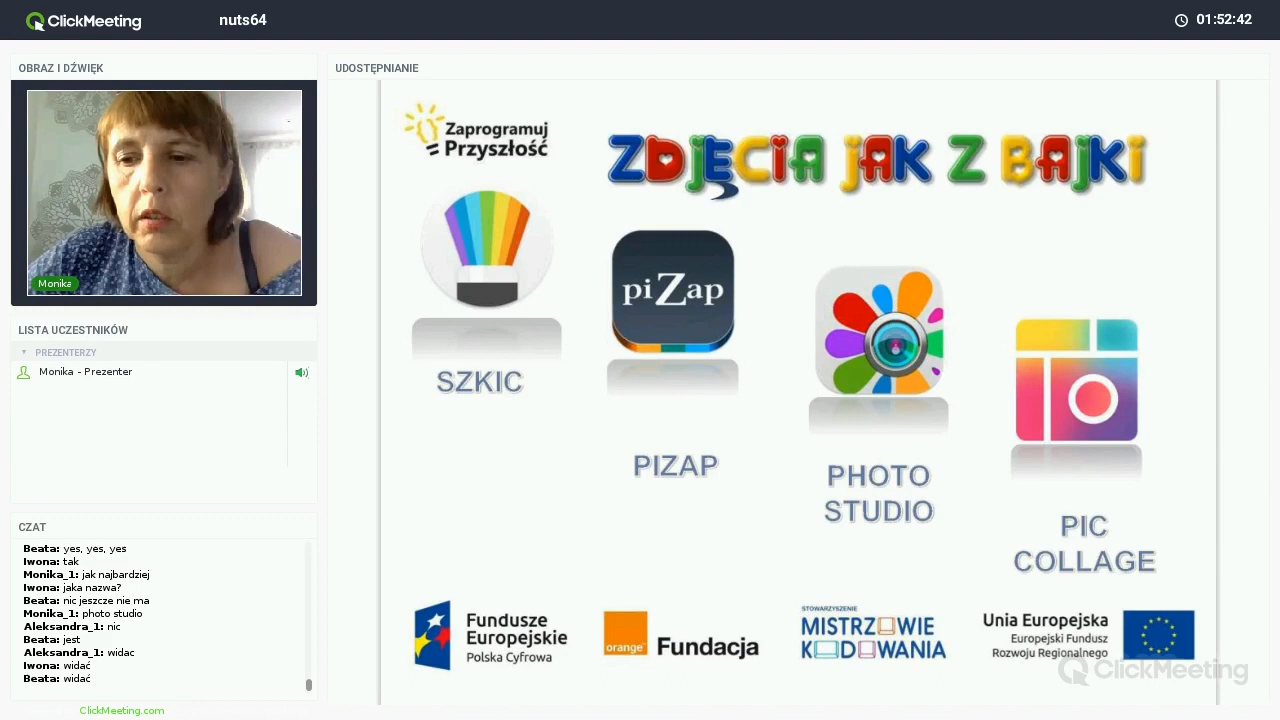 ClickMeeting
nuts64
01:52:42
OBRAZ I DŹWIĘK
Monika
LISTA UCZESTNIKÓW
PREZENTERZY
Monika - Prezenter
CZAT
Beata: yes, yes, yes
Iwona: tak
Monika_1: jak najbardziej
Iwona: jaka nazwa?
Beata: nic jeszcze nie ma
Monika_1: photo studio
Aleksandra_1: nic
Beata: jest
Aleksandra_1: widac
Iwona: widać
Beata: widać
ClickMeeting.com
UDOSTĘPNIANIE
Zaprogramuj
Przyszłość
ZDJĘCIA JAK Z BAJKI
piZap
SZKIC
PIZAP
PHOTO
STUDIO
PIC
COLLAGE
Fundusze
Europejskie
Polska Cyfrowa
orange
Fundacja
STOWARZYSZENIE
MISTRZOWIE
KODOWANIA
Unia Europejska
Europejski Fundusz
Rozwoju Regionalnego
ClickMeeting